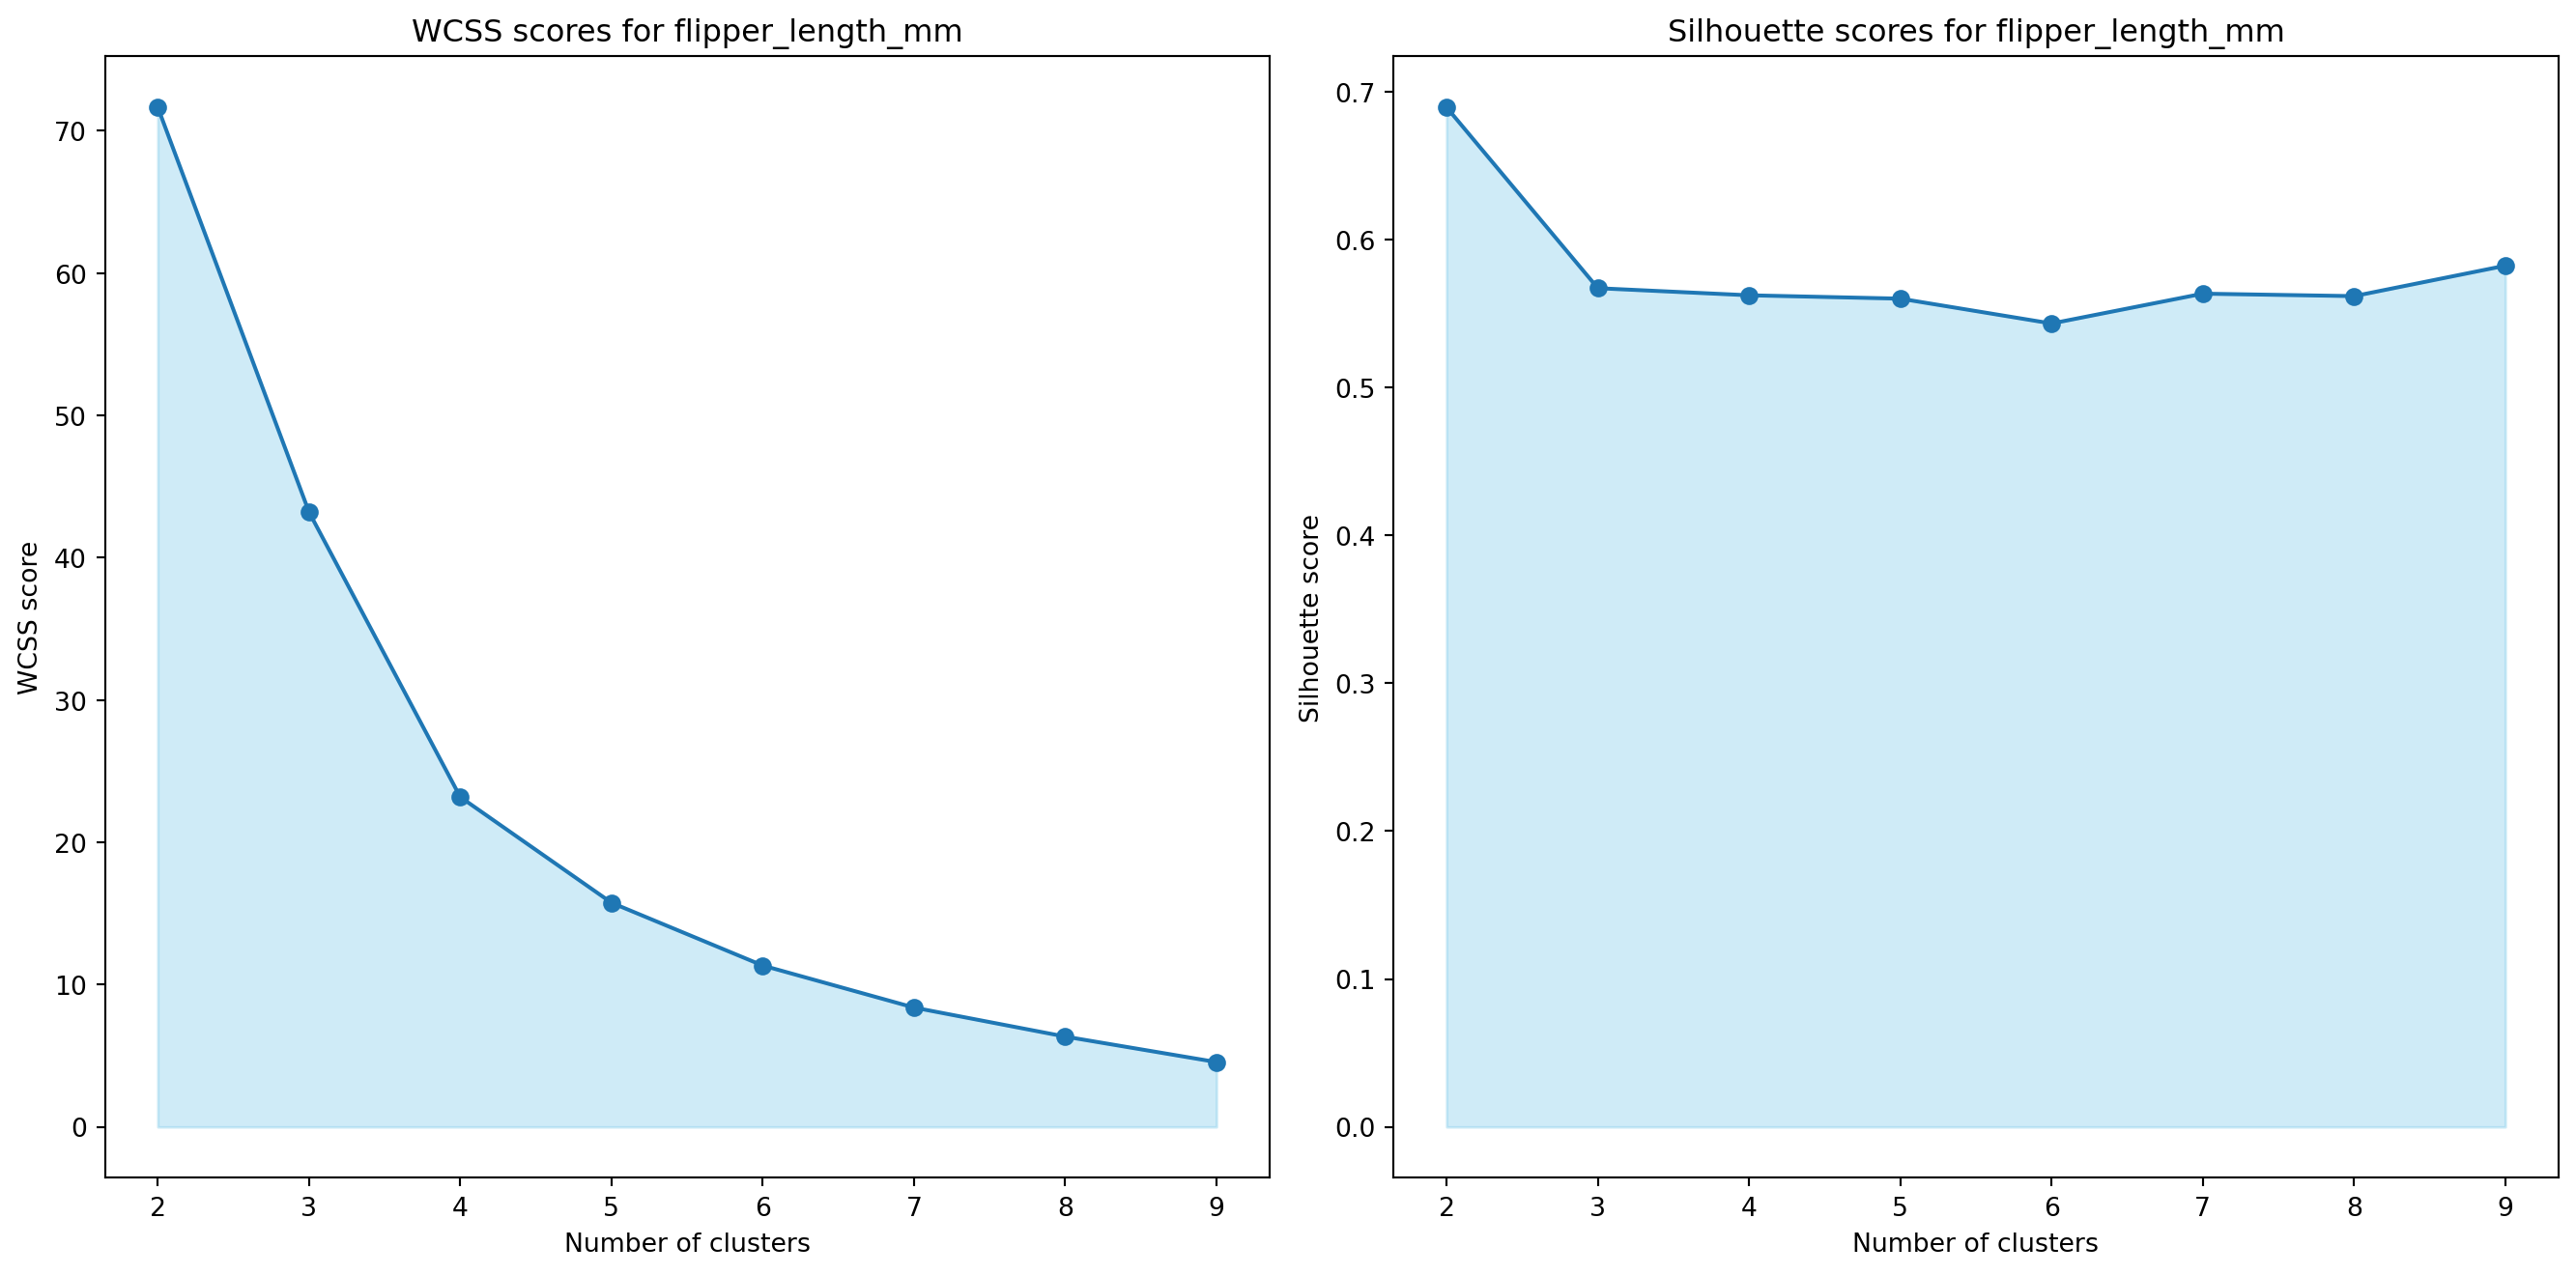 WCSS scores for flipper_length_mm
70
60
50
40
30
20
10
0
WCSS score
2 3 4 5 6 7 8 9
Number of clusters
Silhouette scores for flipper_length_mm
0.7
0.6
0.5
0.4
0.3
0.2
0.1
0.0
Silhouette score
2 3 4 5 6 7 8 9
Number of clusters